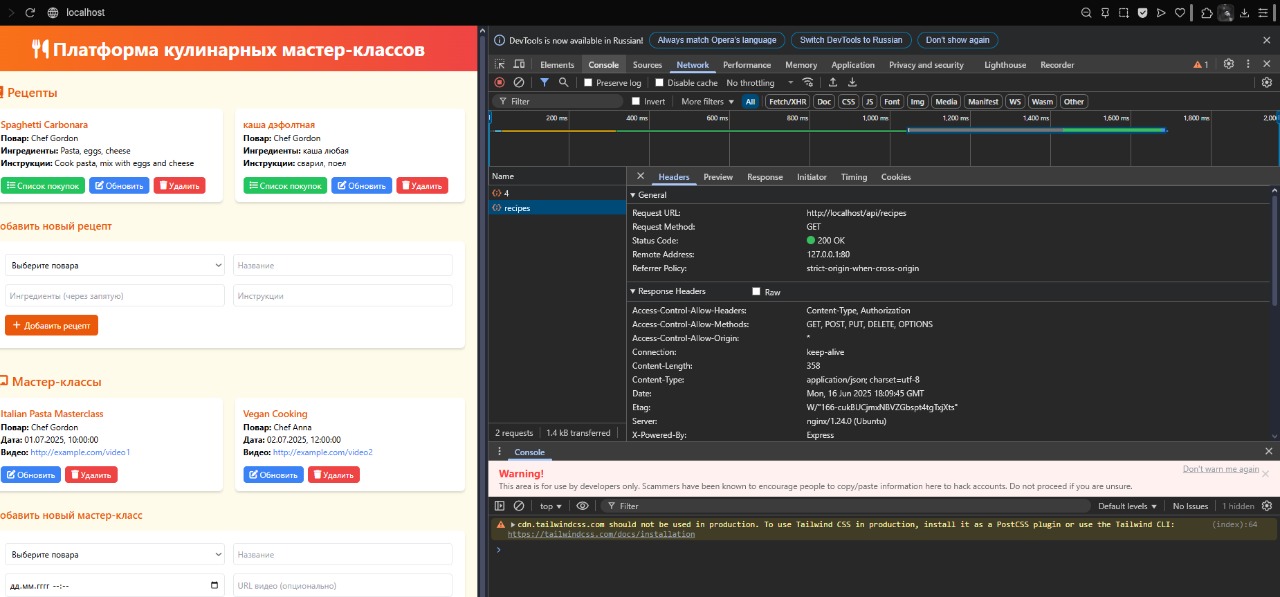 localhost
Платформа кулинарных мастер-классов
Рецепты
Spaghetti Carbonara
Повар: Chef Gordon
Ингредиенты: Pasta, eggs, cheese
Инструкции: Cook pasta, mix with eggs and cheese
Список покупок Обновить Удалить
каша дэфолтная
Повар: Chef Gordon
Ингредиенты: каша любая
Инструкции: сварил, поел
Список покупок Обновить Удалить
обавить новый рецепт
Выберите повара Название
Ингредиенты (через запятую) Инструкции
+ Добавить рецепт
Мастер-классы
Italian Pasta Masterclass
Повар: Chef Gordon
Дата: 01.07.2025, 10:00:00
Видео: http://example.com/video1
Обновить Удалить
Vegan Cooking
Повар: Chef Anna
Дата: 02.07.2025, 12:00:00
Видео: http://example.com/video2
Обновить Удалить
обавить новый мастер-класс
Выберите повара Название
дд.мм.гггг --:-- URL видео (опционально)
DevTools is now available in Russian! Always match Opera's language Switch DevTools to Russian Don't show again
Elements Console Sources Network Performance Memory Application Privacy and security Lighthouse Recorder 1
Preserve log Disable cache No throttling
Filter Invert More filters All Fetch/XHR Doc CSS JS Font Img Media Manifest WS Wasm Other
200 ms 400 ms 600 ms 800 ms 1,000 ms 1,200 ms 1,400 ms 1,600 ms 1,800 ms 2,00
Name
4
recipes
2 requests 1.4 kB transferred
Headers Preview Response Initiator Timing Cookies
General
Request URL: http://localhost/api/recipes
Request Method: GET
Status Code: 200 OK
Remote Address: 127.0.0.1:80
Referrer Policy: strict-origin-when-cross-origin
Response Headers Raw
Access-Control-Allow-Headers: Content-Type, Authorization
Access-Control-Allow-Methods: GET, POST, PUT, DELETE, OPTIONS
Access-Control-Allow-Origin: *
Connection: keep-alive
Content-Length: 358
Content-Type: application/json; charset=utf-8
Date: Mon, 16 Jun 2025 18:09:45 GMT
Etag:
Server: nginx/1.24.0 (Ubuntu)
X-Powered-By: Express
Console
Warning! Don't warm me again
This area is for use by developers only. Scammers have been known to encourage people to copy/paste information here to hack accounts. Do not proceed if you are unsure.
top Filter Default levels No Issues 1 hidden
cdn.tailwindcss.com should not be used in production. To use Tailwind CSS in production, install it as a PostCSS plugin or use the Tailwind CLI: (index):64
https://tailwindcss.com/docs/installation